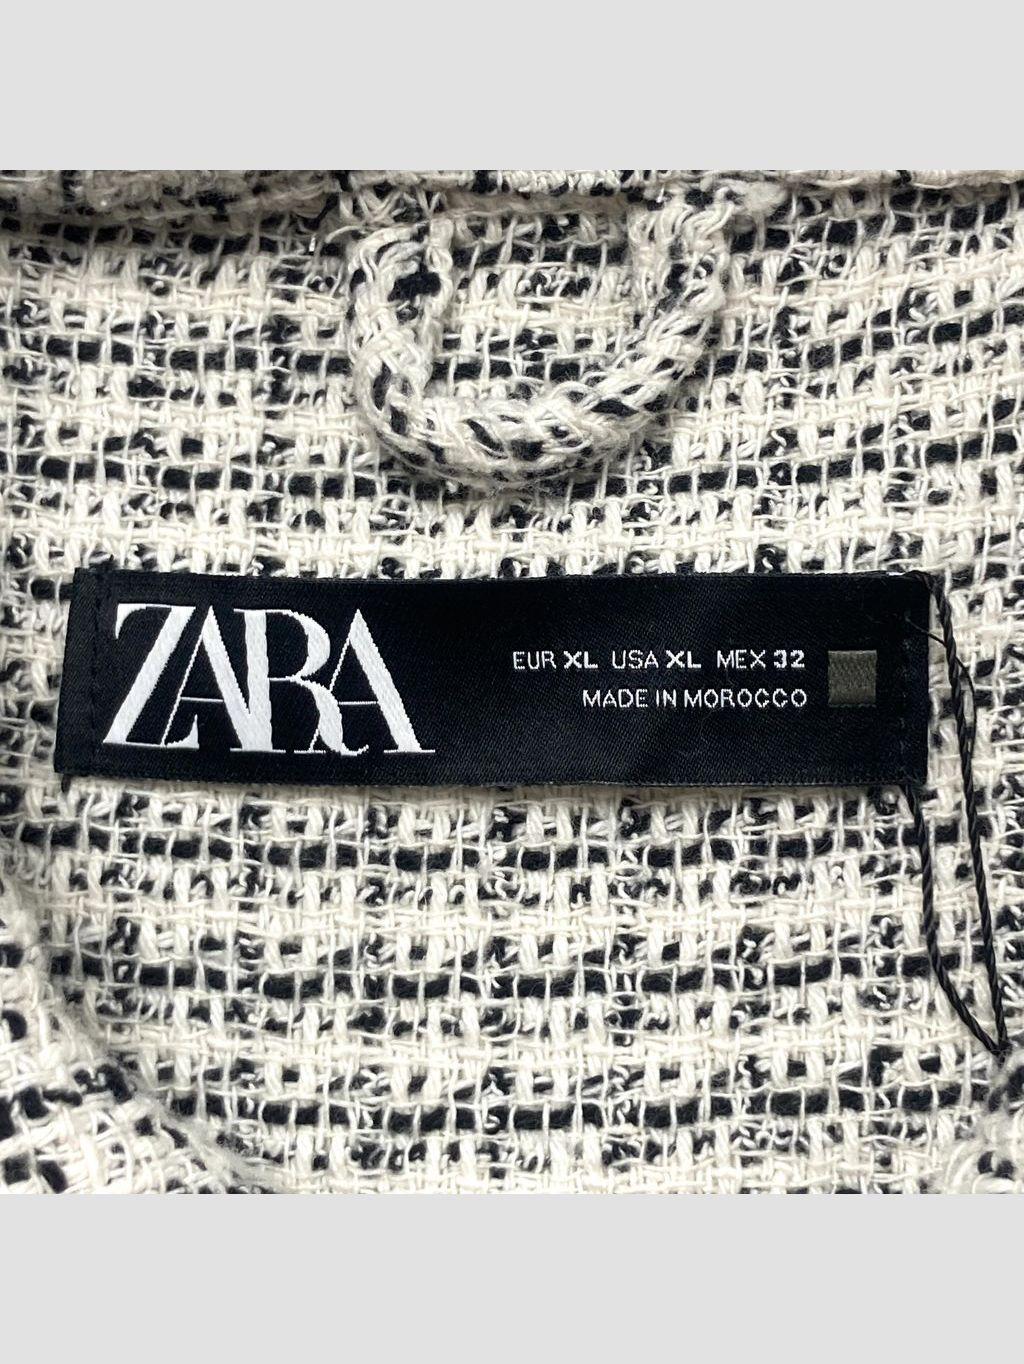 ZARA
EUR XL USA XL MEX 32
MADE IN MOROCCO